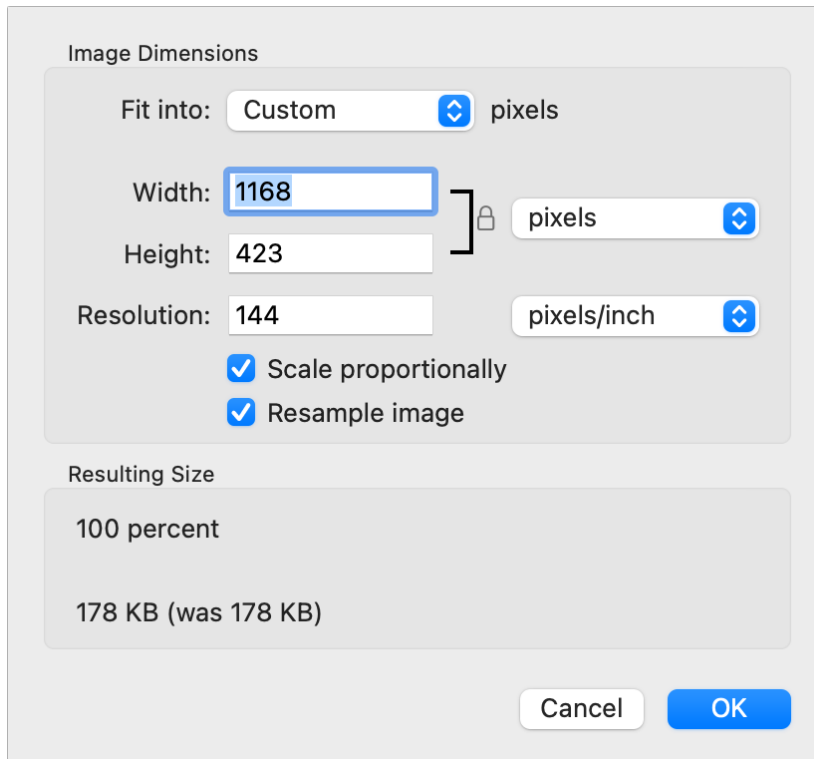 Image Dimensions
Fit into: Custom pixels
Width: 1168
pixels
Height: 423
Resolution: 144 pixels/inch
Scale proportionally
Resample image
Resulting Size
100 percent
178 KB (was 178 KB)
Cancel OK